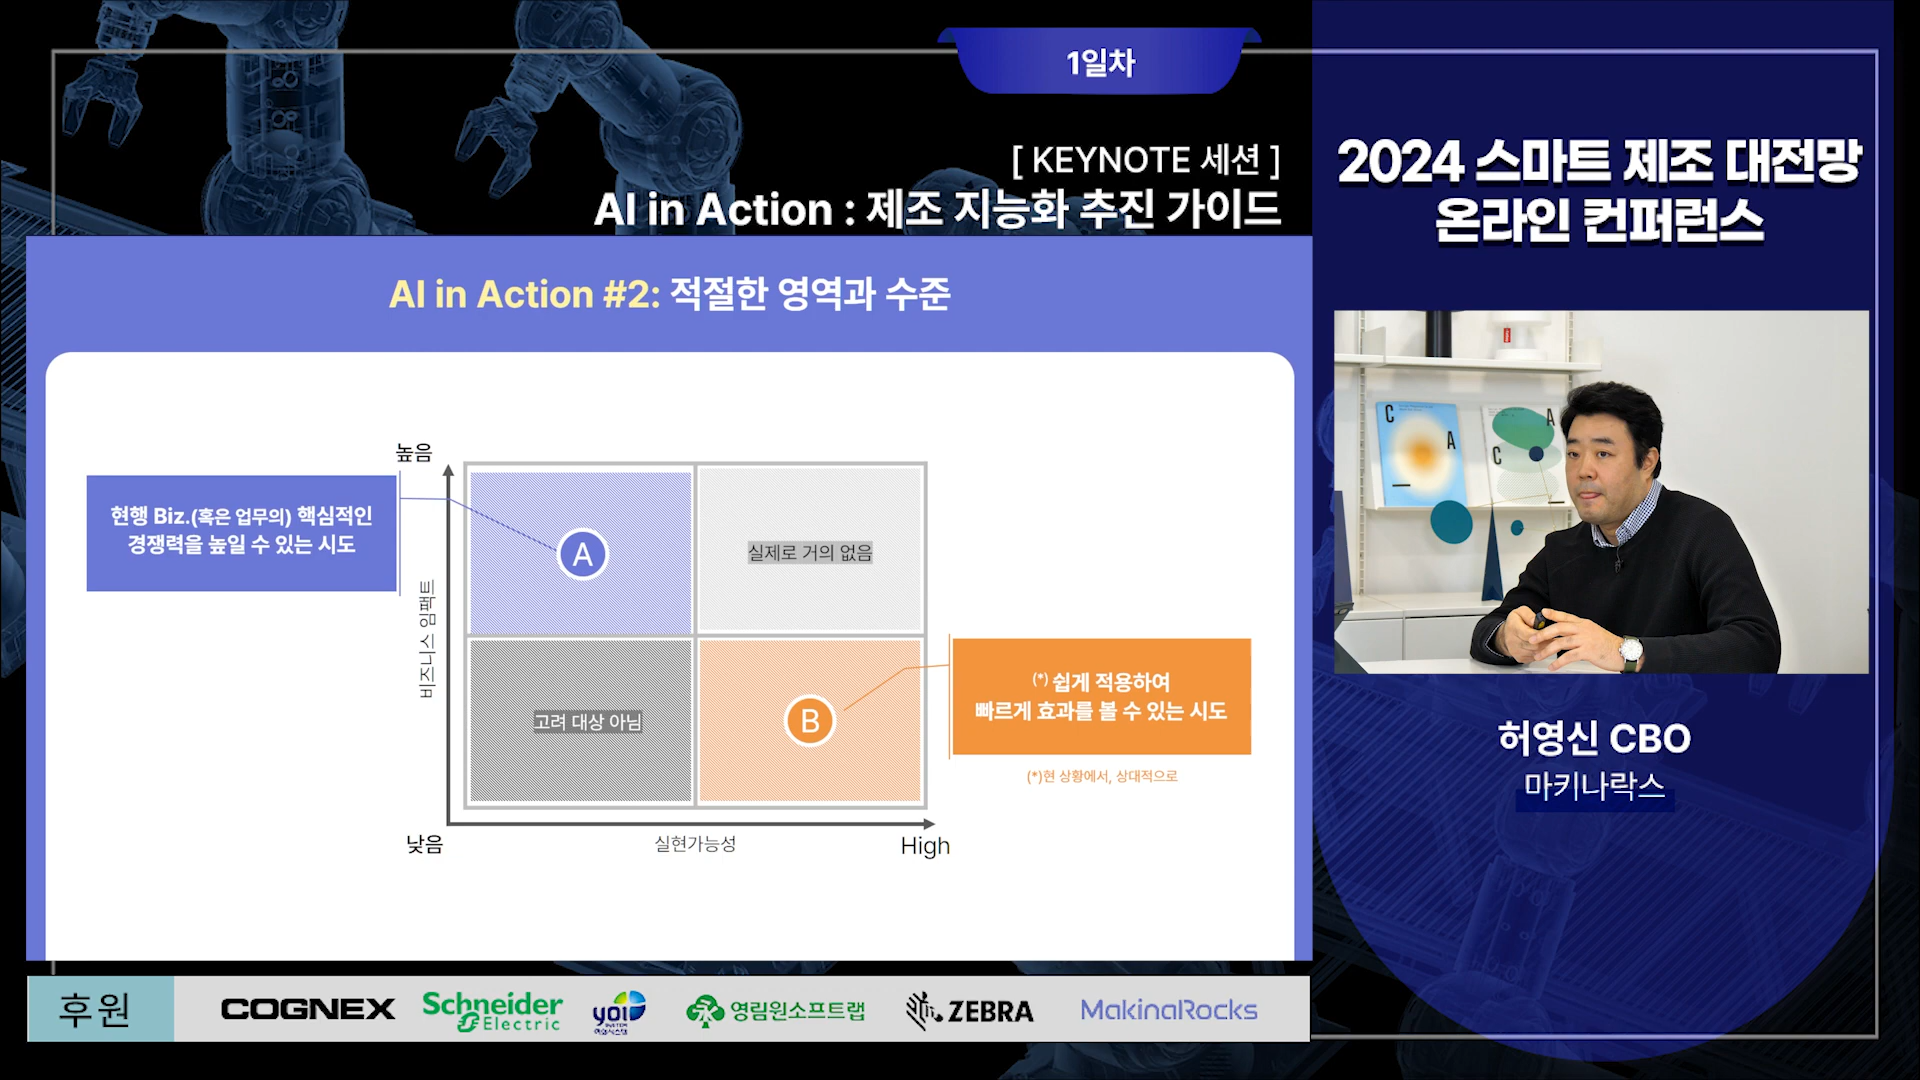 1일차
[ KEYNOTE 세션 ]
AI in Action : 제조 지능화 추진 가이드
2024 스마트 제조 대전망
온라인 컨퍼런스
AI in Action #2: 적절한 영역과 수준
높음
현행 Biz.(혹은 업무의) 핵심적인
경쟁력을 높일 수 있는 시도
A
실제로 거의 없음
비즈니스 임팩트
고려 대상 아님
B
(*) 쉽게 적용하여
빠르게 효과를 볼 수 있는 시도
(*)현 상황에서, 상대적으로
낮음
실현가능성
High
C
A
A
C
허영신 CBO
마키나락스
후원
COGNEX
Schneider
Electric
yoi
영림원소프트랩
ZEBRA
MakinaRocks